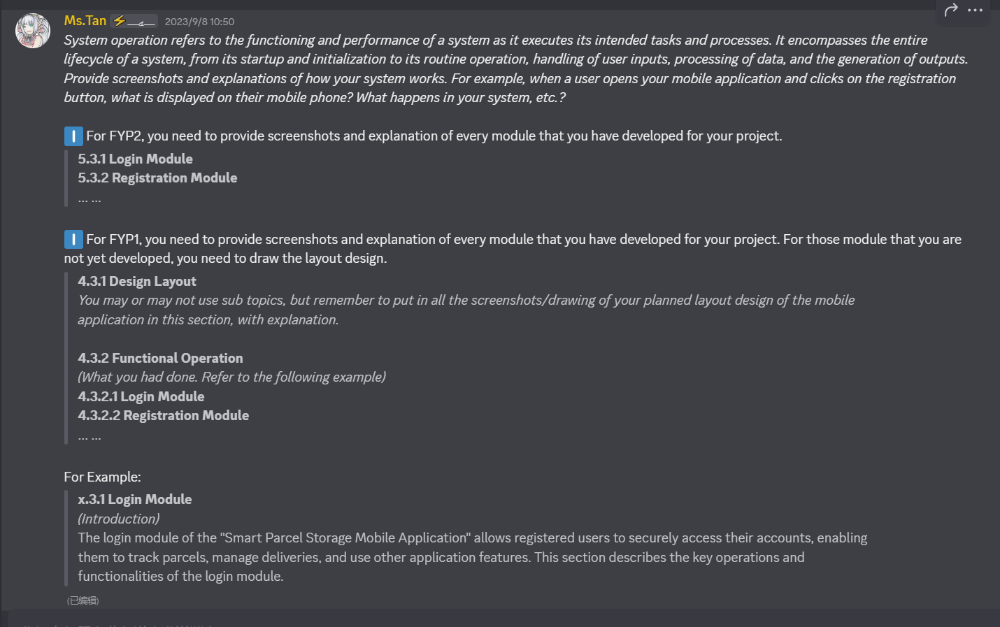 Ms.Tan 2023/9/8 10:50
System operation refers to the functioning and performance of a system as it executes its intended tasks and processes. It encompasses the entire
lifecycle of a system, from its startup and initialization to its routine operation, handling of user inputs, processing of data, and the generation of outputs.
Provide screenshots and explanations of how your system works. For example, when a user opens your mobile application and clicks on the registration
button, what is displayed on their mobile phone? What happens in your system, etc.?
For FYP2, you need to provide screenshots and explanation of every module that you have developed for your project.
5.3.1 Login Module
5.3.2 Registration Module
... ...
For FYP1, you need to provide screenshots and explanation of every module that you have developed for your project. For those module that you are
not yet developed, you need to draw the layout design.
4.3.1 Design Layout
You may or may not use sub topics, but remember to put in all the screenshots/drawing of your planned layout design of the mobile
application in this section, with explanation.
4.3.2 Functional Operation
(What you had done. Refer to the following example)
4.3.2.1 Login Module
4.3.2.2 Registration Module
... ...
For Example:
x.3.1 Login Module
(Introduction)
The login module of the "Smart Parcel Storage Mobile Application" allows registered users to securely access their accounts, enabling
them to track parcels, manage deliveries, and use other application features. This section describes the key operations and
functionalities of the login module.
(已编辑)